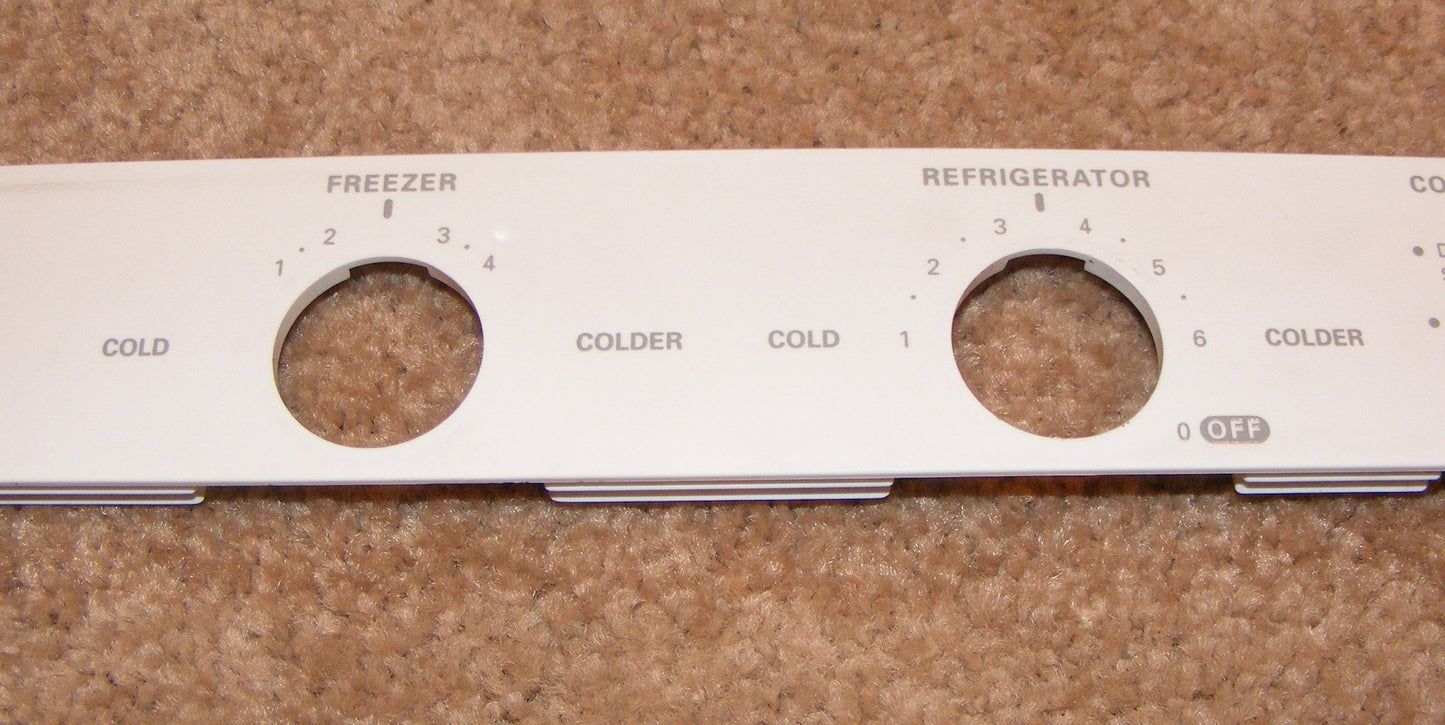 FREEZER
2 3
1 4
COLD COLDER
REFRIGERATOR
3 4
2 5
COLD 1 6 COLDER
0 OFF